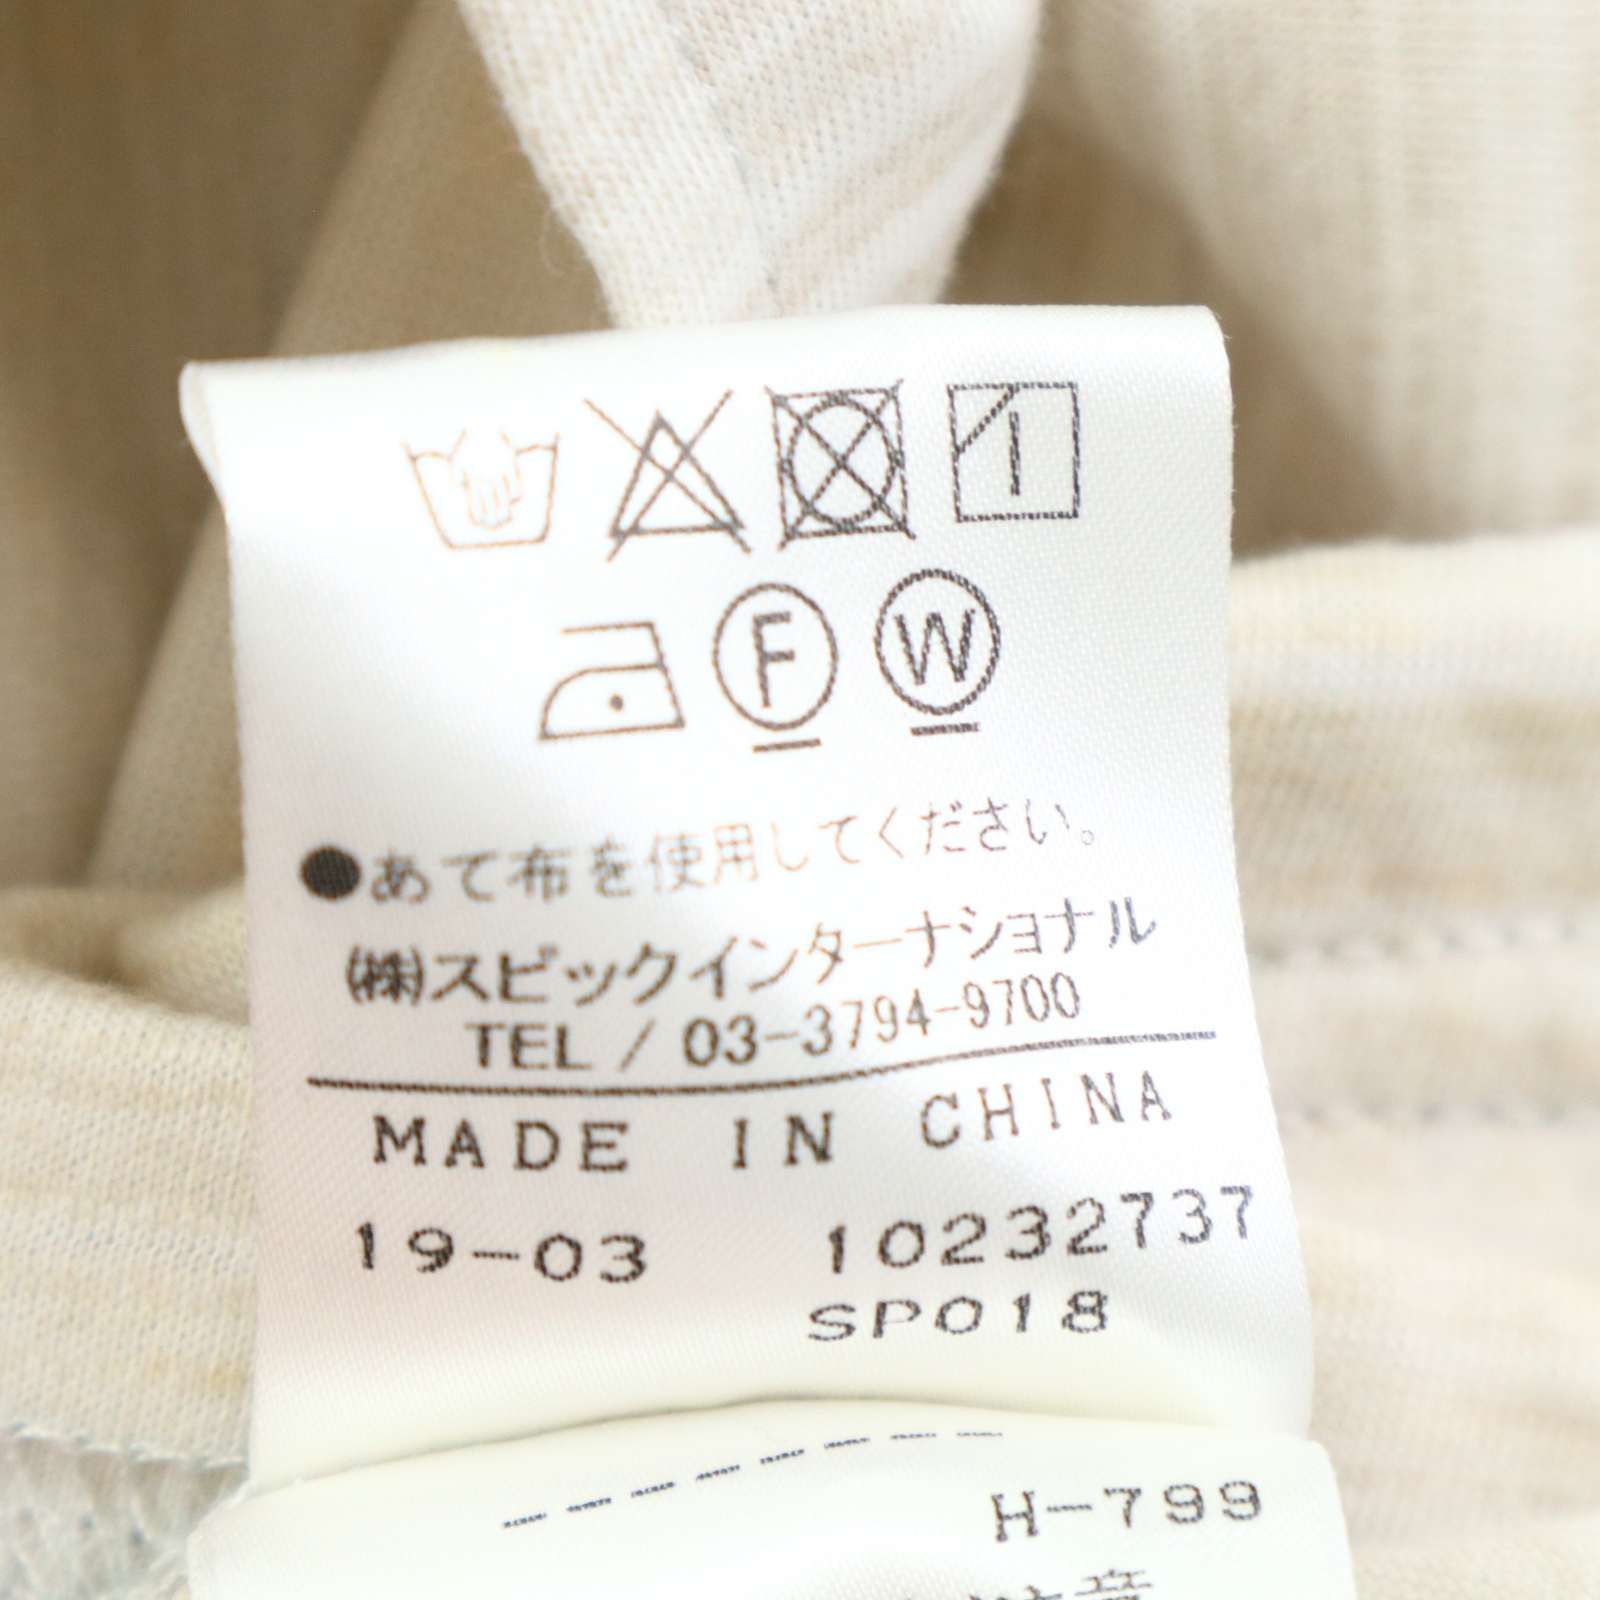 F W
●あて布を使用してください。
(株)スピックインターナショナル
TEL / 03-3794-9700
MADE IN CHINA
19-03 10232737
SP018
H-799